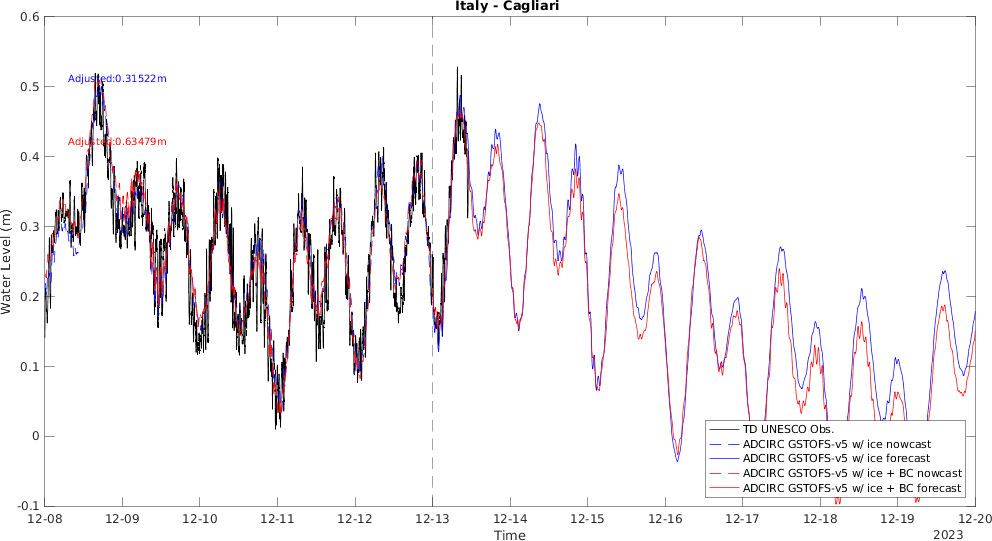 Italy - Cagliari
0.6
0.5
0.4
0.3
0.2
0.1
0
-0.1
Water Level (m)
Adjusted:0.31522m
Adjusted:0.63479m
TD UNESCO Obs.
ADCIRC GSTOFS-v5 w/ ice nowcast
ADCIRC GSTOFS-v5 w/ ice forecast
ADCIRC GSTOFS-v5 w/ ice + BC nowcast
ADCIRC GSTOFS-v5 w/ ice + BC forecast
12-08 12-09 12-10 12-11 12-12 12-13 12-14 12-15 12-16 12-17 12-18 12-19 12-20
Time
2023